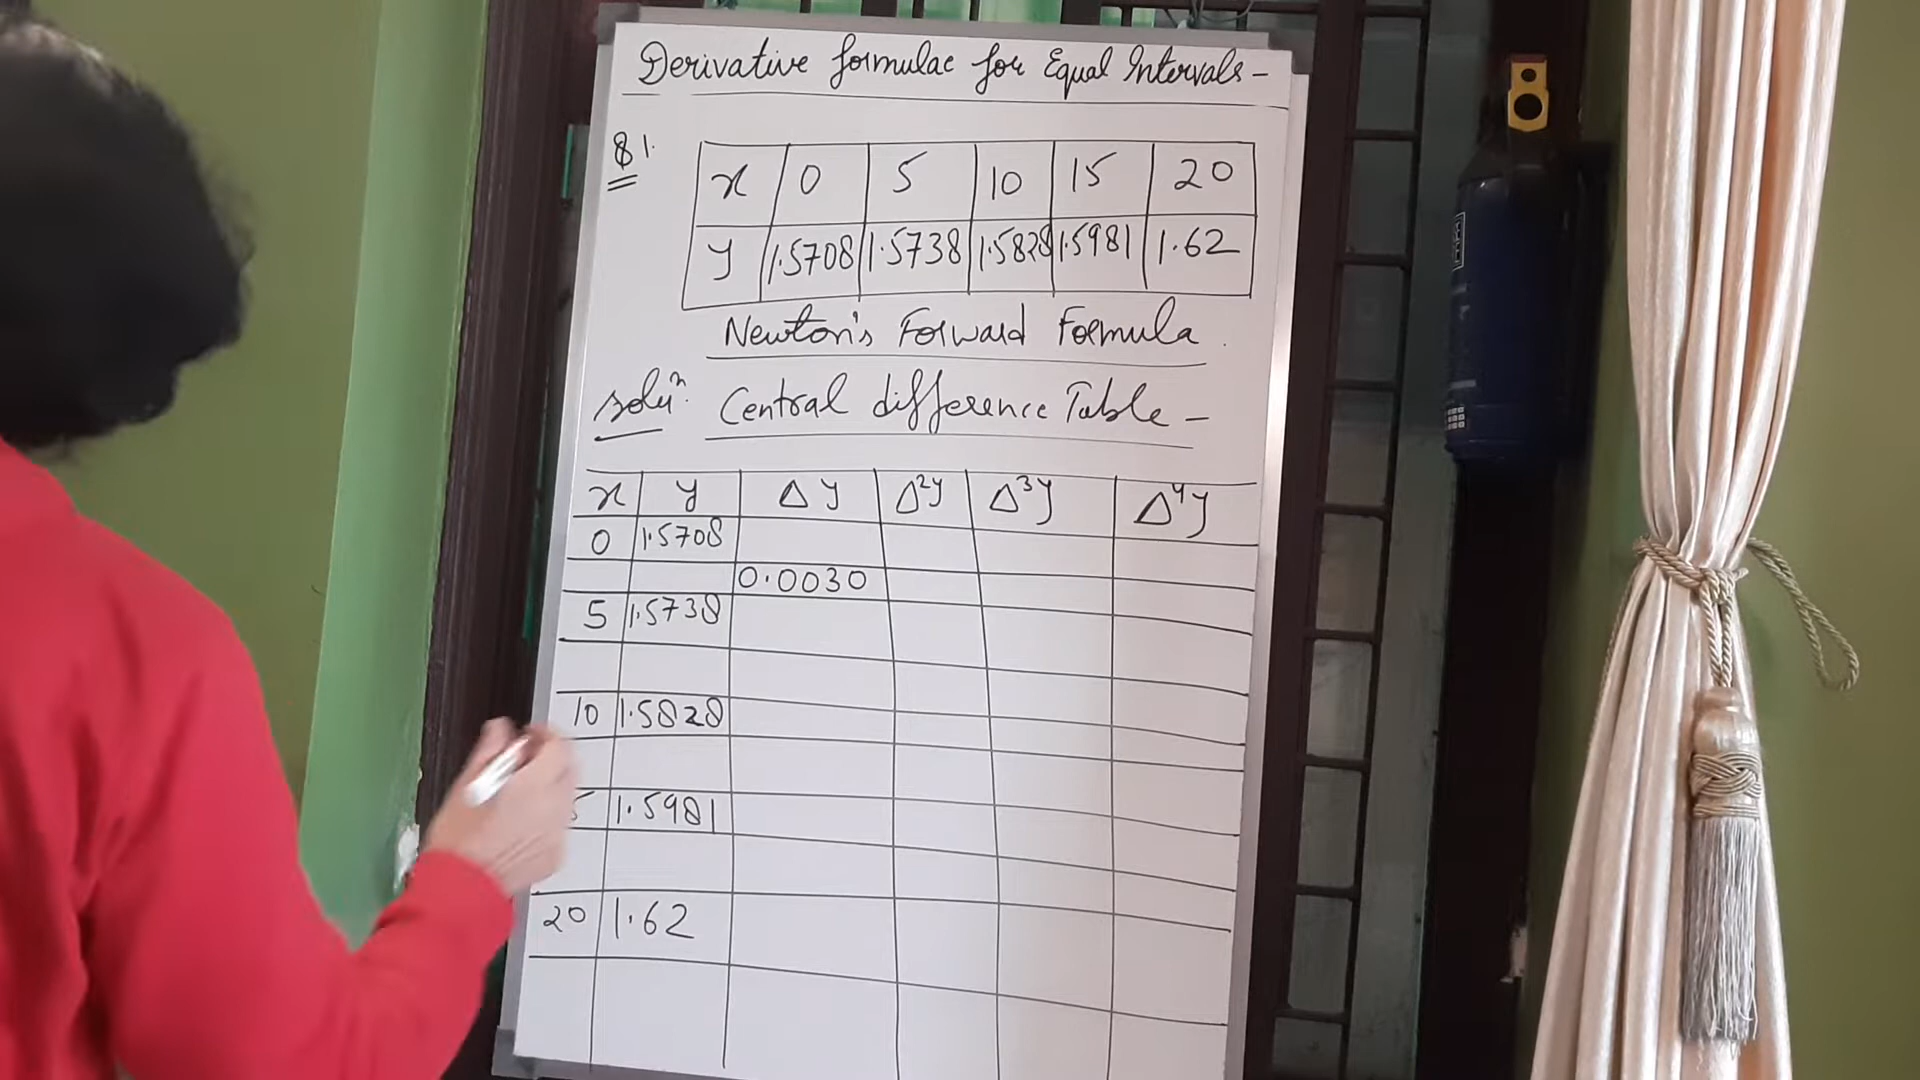 Derivative formulae for Equal Intervals -
Q1.
x 0 5 10 15 20
y 1.5708 1.5738 1.5828 1.5981 1.62
Newton's Forward Formula.
soluⁿ. Central difference Table -
x y Δy Δ²y Δ³y Δ⁴y
0 1.5708
0.0030
5 1.5738
10 1.5828
5 1.5981
20 1.62